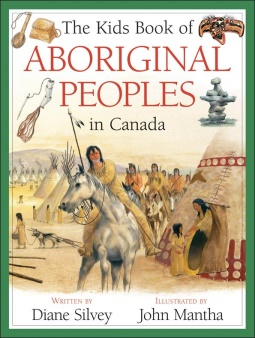 The Kids Book of
ABORIGINAL
PEOPLES
in Canada
WRITTEN BY
Diane Silvey
ILLUSTRATED BY
John Mantha